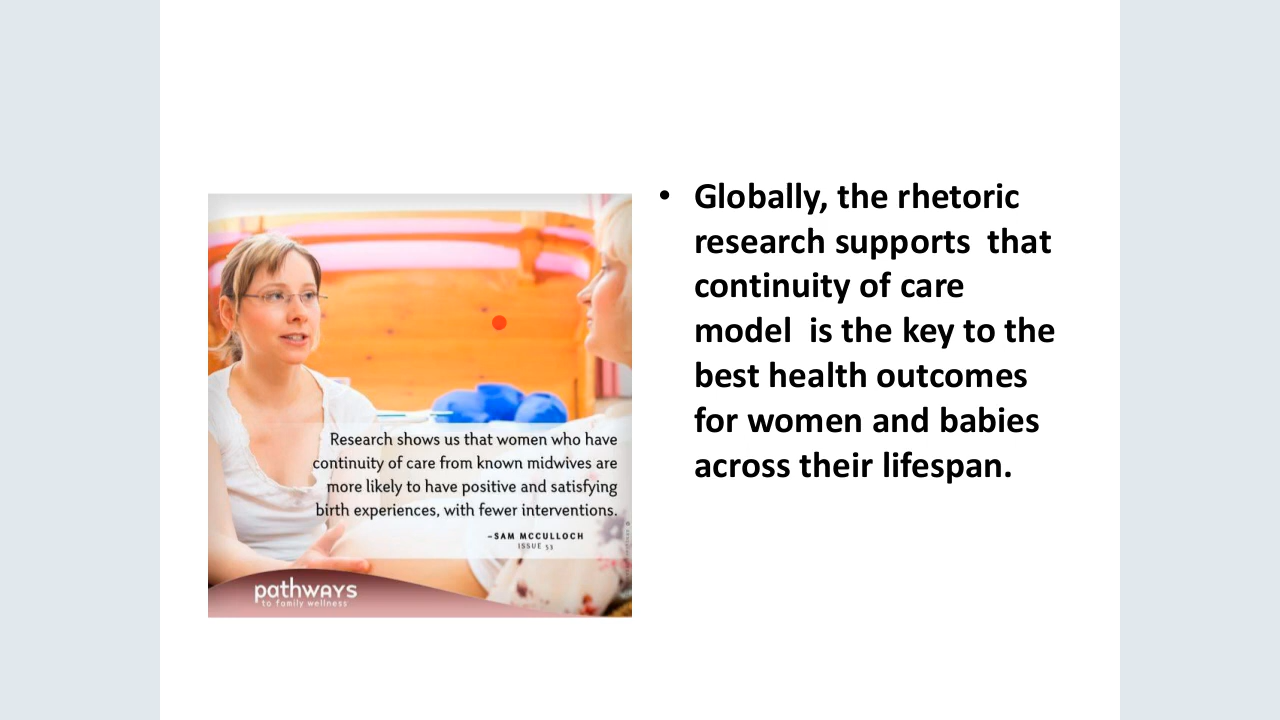 Research shows us that women who have
continuity of care from known midwives are
more likely to have positive and satisfying
birth experiences, with fewer interventions.
–SAM MCCULLOCH
ISSUE 53
pathways
to family wellness
• Globally, the rhetoric
research supports  that
continuity of care
model  is the key to the
best health outcomes
for women and babies
across their lifespan.